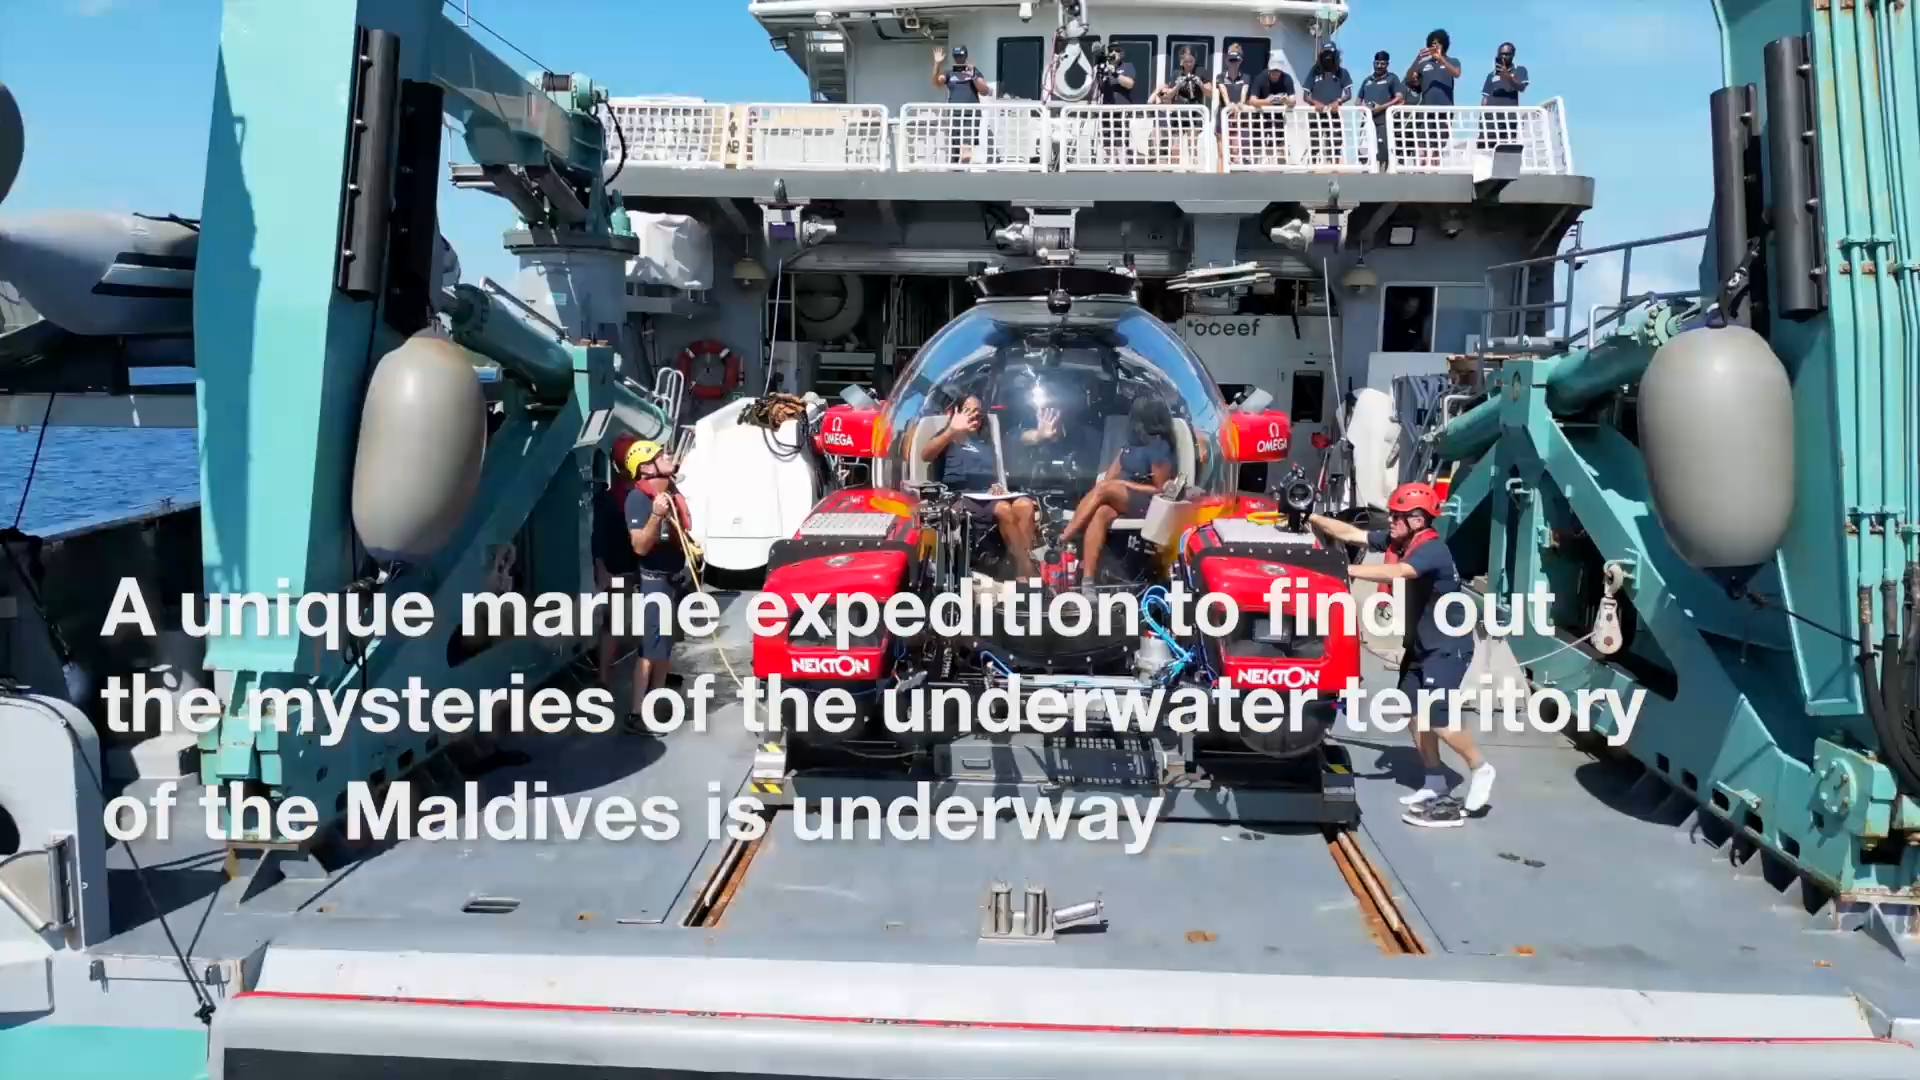 AB
°oceef
Ω
OMEGA
Ω
OMEGA
A unique marine expedition to find out
the mysteries of the underwater territory
of the Maldives is underway
NEKTON
NEKTON